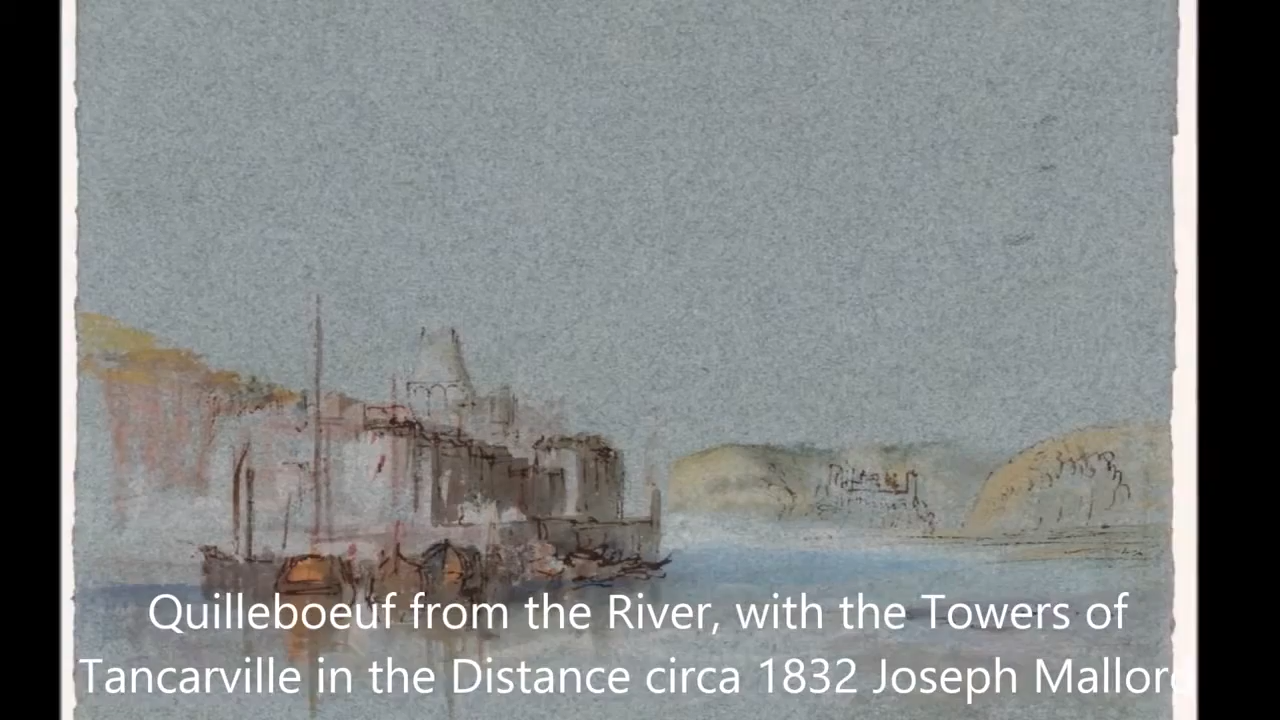 Quilleboeuf from the River, with the Towers of
Tancarville in the Distance circa 1832 Joseph Mallord